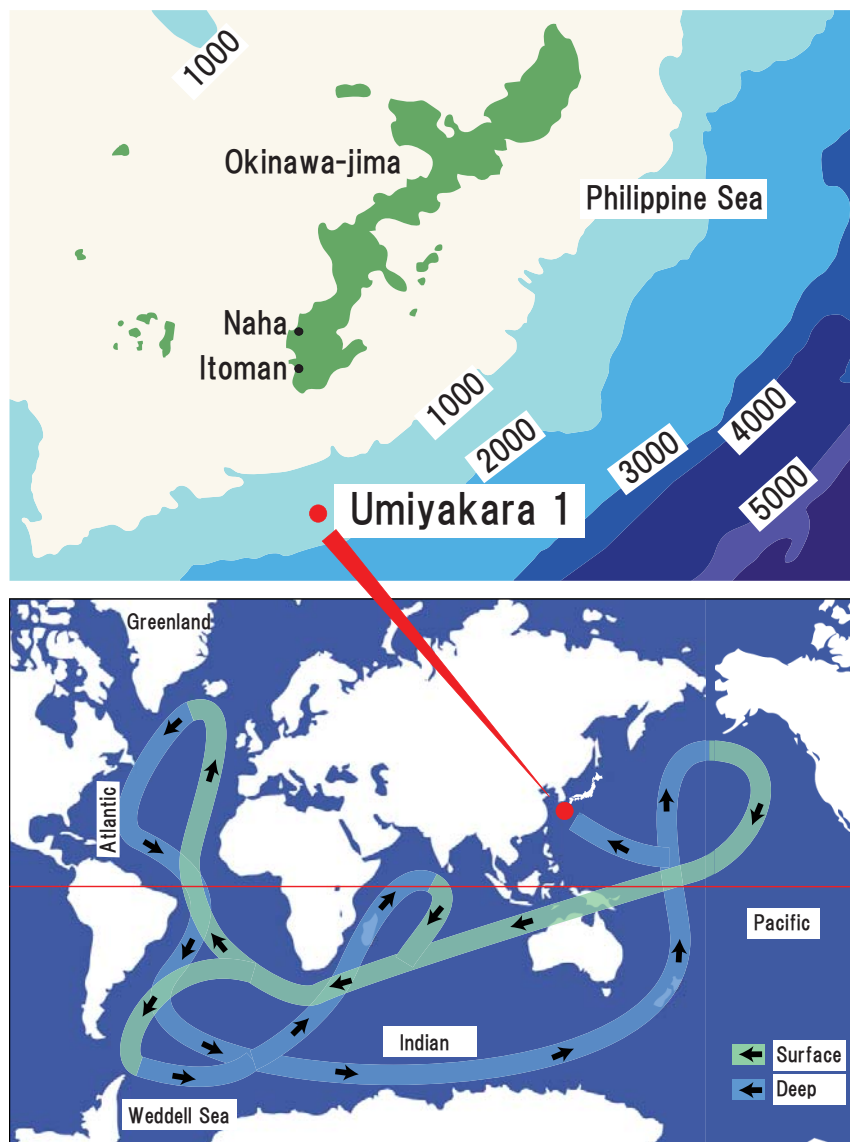 1000
Okinawa-jima
Philippine Sea
Naha
Itoman
1000
2000
3000
4000
5000
Umiyakara 1
Greenland
Atlantic
Pacific
Indian
Weddell Sea
Surface
Deep